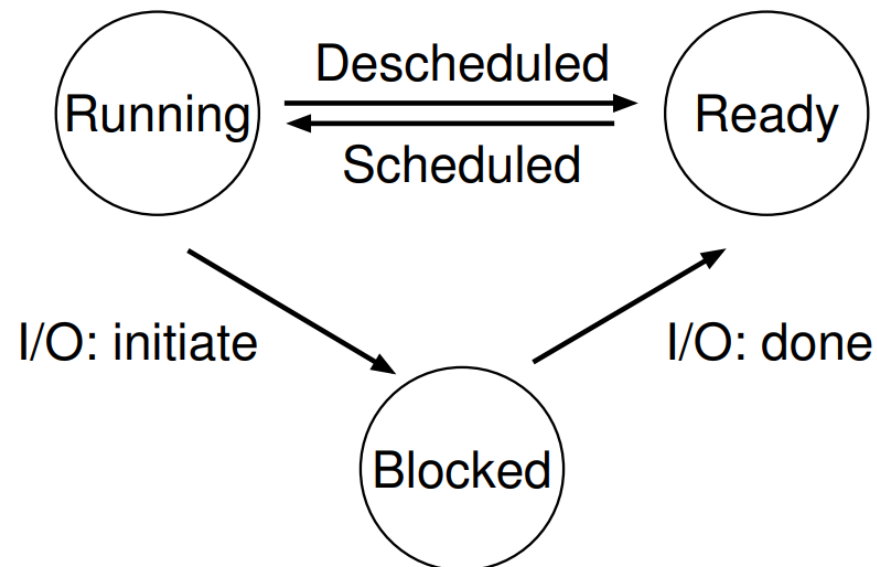 Descheduled
Running
Ready
Scheduled
I/O: initiate
I/O: done
Blocked